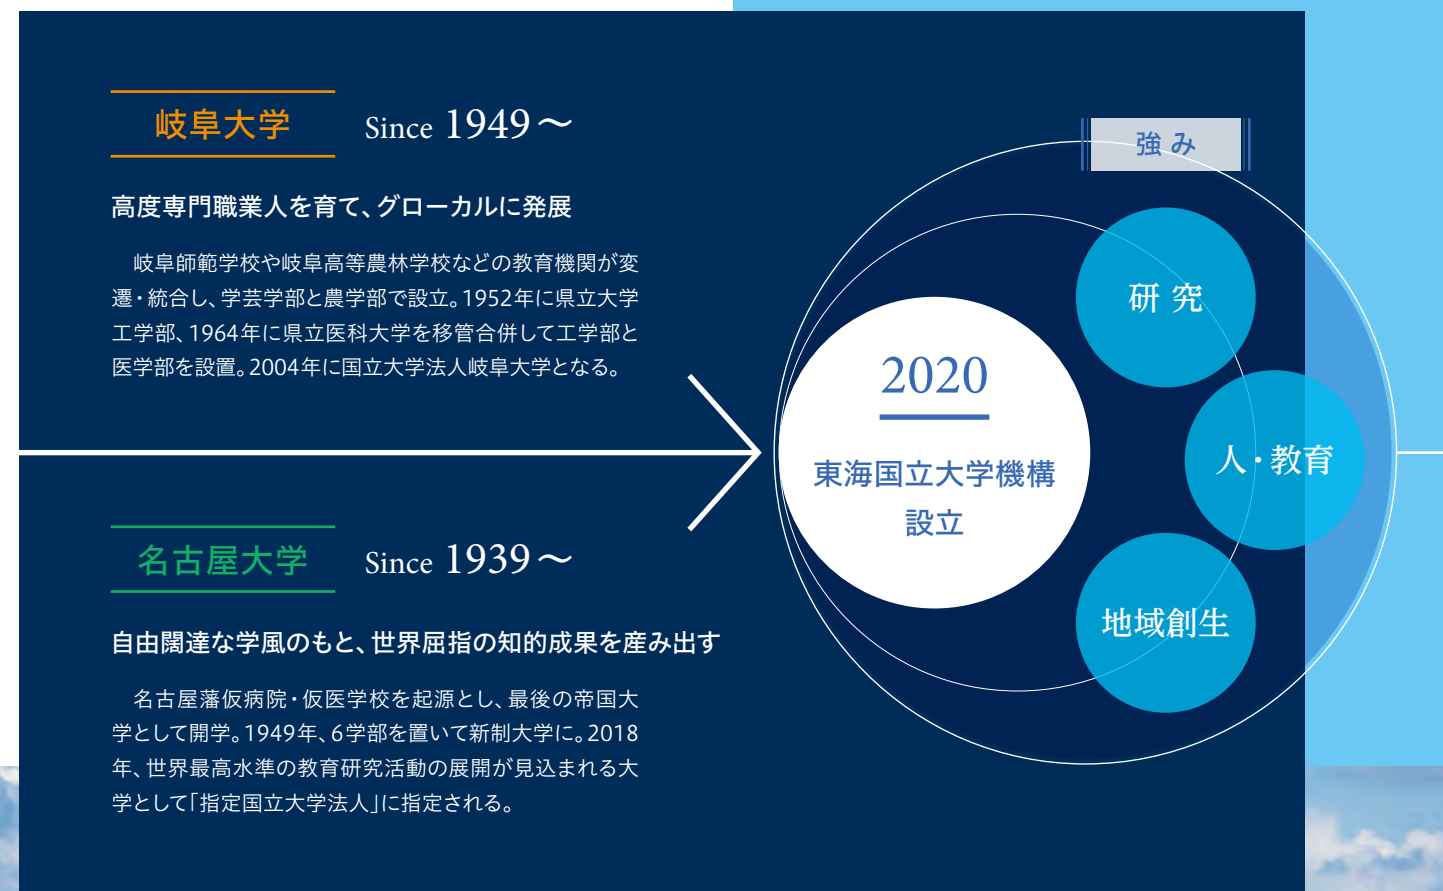 岐阜大学
Since 1949〜
高度専門職業人を育て、グローカルに発展
岐阜師範学校や岐阜高等農林学校などの教育機関が変
遷・統合し、学芸学部と農学部で設立。1952年に県立大学
工学部、1964年に県立医科大学を移管合併して工学部と
医学部を設置。2004年に国立大学法人岐阜大学となる。
名古屋大学
Since 1939〜
自由闊達な学風のもと、世界屈指の知的成果を産み出す
名古屋藩仮病院・仮医学校を起源とし、最後の帝国大
学として開学。1949年、6学部を置いて新制大学に。2018
年、世界最高水準の教育研究活動の展開が見込まれる大
学として「指定国立大学法人」に指定される。
2020
東海国立大学機構
設立
強み
研究
人・教育
地域創生